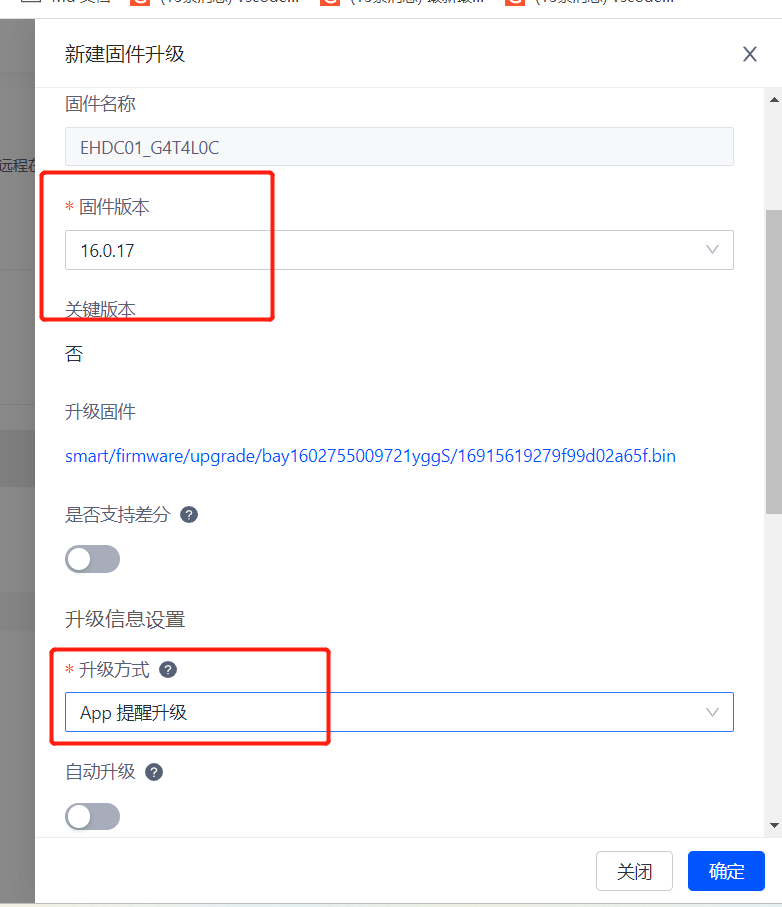 新建固件升级
固件名称
EHDC01_G4T4L0C
远程在
* 固件版本
16.0.17
关键版本
否
升级固件
smart/firmware/upgrade/bay1602755009721yggS/16915619279f99d02a65f.bin
是否支持差分 ?
升级信息设置
* 升级方式 ?
App 提醒升级
自动升级 ?
关闭 确定